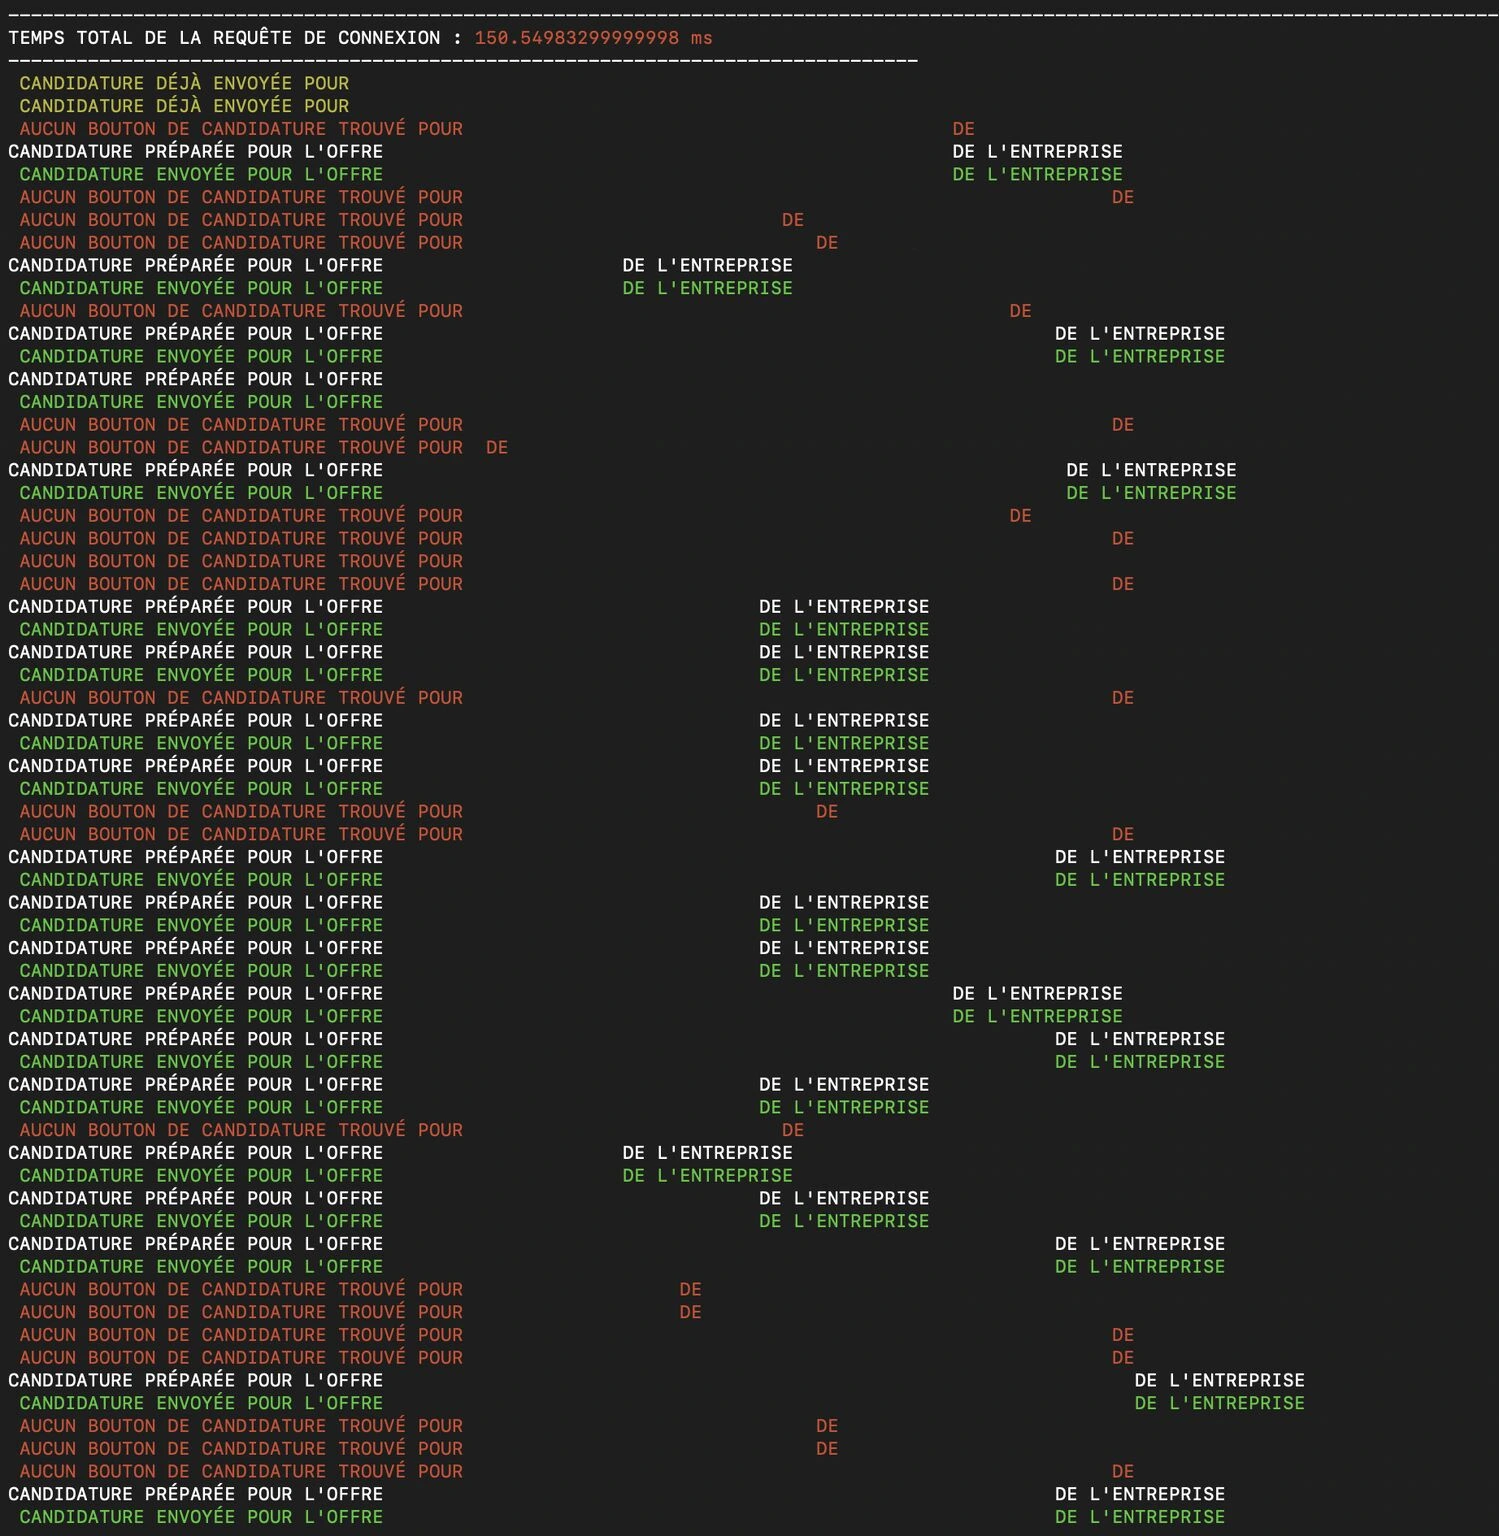 TEMPS TOTAL DE LA REQUÊTE DE CONNEXION : 150.54983299999998 ms
CANDIDATURE DÉJÀ ENVOYÉE POUR
CANDIDATURE DÉJÀ ENVOYÉE POUR
AUCUN BOUTON DE CANDIDATURE TROUVÉ POUR DE
CANDIDATURE PRÉPARÉE POUR L'OFFRE DE L'ENTREPRISE
CANDIDATURE ENVOYÉE POUR L'OFFRE DE L'ENTREPRISE
AUCUN BOUTON DE CANDIDATURE TROUVÉ POUR DE
AUCUN BOUTON DE CANDIDATURE TROUVÉ POUR DE
AUCUN BOUTON DE CANDIDATURE TROUVÉ POUR DE
CANDIDATURE PRÉPARÉE POUR L'OFFRE DE L'ENTREPRISE
CANDIDATURE ENVOYÉE POUR L'OFFRE DE L'ENTREPRISE
AUCUN BOUTON DE CANDIDATURE TROUVÉ POUR DE
CANDIDATURE PRÉPARÉE POUR L'OFFRE DE L'ENTREPRISE
CANDIDATURE ENVOYÉE POUR L'OFFRE DE L'ENTREPRISE
CANDIDATURE PRÉPARÉE POUR L'OFFRE
CANDIDATURE ENVOYÉE POUR L'OFFRE
AUCUN BOUTON DE CANDIDATURE TROUVÉ POUR DE
AUCUN BOUTON DE CANDIDATURE TROUVÉ POUR DE
CANDIDATURE PRÉPARÉE POUR L'OFFRE DE L'ENTREPRISE
CANDIDATURE ENVOYÉE POUR L'OFFRE DE L'ENTREPRISE
AUCUN BOUTON DE CANDIDATURE TROUVÉ POUR DE
AUCUN BOUTON DE CANDIDATURE TROUVÉ POUR DE
AUCUN BOUTON DE CANDIDATURE TROUVÉ POUR
AUCUN BOUTON DE CANDIDATURE TROUVÉ POUR DE
CANDIDATURE PRÉPARÉE POUR L'OFFRE DE L'ENTREPRISE
CANDIDATURE ENVOYÉE POUR L'OFFRE DE L'ENTREPRISE
CANDIDATURE PRÉPARÉE POUR L'OFFRE DE L'ENTREPRISE
CANDIDATURE ENVOYÉE POUR L'OFFRE DE L'ENTREPRISE
AUCUN BOUTON DE CANDIDATURE TROUVÉ POUR DE
CANDIDATURE PRÉPARÉE POUR L'OFFRE DE L'ENTREPRISE
CANDIDATURE ENVOYÉE POUR L'OFFRE DE L'ENTREPRISE
CANDIDATURE PRÉPARÉE POUR L'OFFRE DE L'ENTREPRISE
CANDIDATURE ENVOYÉE POUR L'OFFRE DE L'ENTREPRISE
AUCUN BOUTON DE CANDIDATURE TROUVÉ POUR DE
AUCUN BOUTON DE CANDIDATURE TROUVÉ POUR DE
CANDIDATURE PRÉPARÉE POUR L'OFFRE DE L'ENTREPRISE
CANDIDATURE ENVOYÉE POUR L'OFFRE DE L'ENTREPRISE
CANDIDATURE PRÉPARÉE POUR L'OFFRE DE L'ENTREPRISE
CANDIDATURE ENVOYÉE POUR L'OFFRE DE L'ENTREPRISE
CANDIDATURE PRÉPARÉE POUR L'OFFRE DE L'ENTREPRISE
CANDIDATURE ENVOYÉE POUR L'OFFRE DE L'ENTREPRISE
CANDIDATURE PRÉPARÉE POUR L'OFFRE DE L'ENTREPRISE
CANDIDATURE ENVOYÉE POUR L'OFFRE DE L'ENTREPRISE
CANDIDATURE PRÉPARÉE POUR L'OFFRE DE L'ENTREPRISE
CANDIDATURE ENVOYÉE POUR L'OFFRE DE L'ENTREPRISE
CANDIDATURE PRÉPARÉE POUR L'OFFRE DE L'ENTREPRISE
CANDIDATURE ENVOYÉE POUR L'OFFRE DE L'ENTREPRISE
AUCUN BOUTON DE CANDIDATURE TROUVÉ POUR DE
CANDIDATURE PRÉPARÉE POUR L'OFFRE DE L'ENTREPRISE
CANDIDATURE ENVOYÉE POUR L'OFFRE DE L'ENTREPRISE
CANDIDATURE PRÉPARÉE POUR L'OFFRE DE L'ENTREPRISE
CANDIDATURE ENVOYÉE POUR L'OFFRE DE L'ENTREPRISE
CANDIDATURE PRÉPARÉE POUR L'OFFRE DE L'ENTREPRISE
CANDIDATURE ENVOYÉE POUR L'OFFRE DE L'ENTREPRISE
AUCUN BOUTON DE CANDIDATURE TROUVÉ POUR DE
AUCUN BOUTON DE CANDIDATURE TROUVÉ POUR DE
AUCUN BOUTON DE CANDIDATURE TROUVÉ POUR DE
AUCUN BOUTON DE CANDIDATURE TROUVÉ POUR DE
CANDIDATURE PRÉPARÉE POUR L'OFFRE DE L'ENTREPRISE
CANDIDATURE ENVOYÉE POUR L'OFFRE DE L'ENTREPRISE
AUCUN BOUTON DE CANDIDATURE TROUVÉ POUR DE
AUCUN BOUTON DE CANDIDATURE TROUVÉ POUR DE
AUCUN BOUTON DE CANDIDATURE TROUVÉ POUR DE
CANDIDATURE PRÉPARÉE POUR L'OFFRE DE L'ENTREPRISE
CANDIDATURE ENVOYÉE POUR L'OFFRE DE L'ENTREPRISE